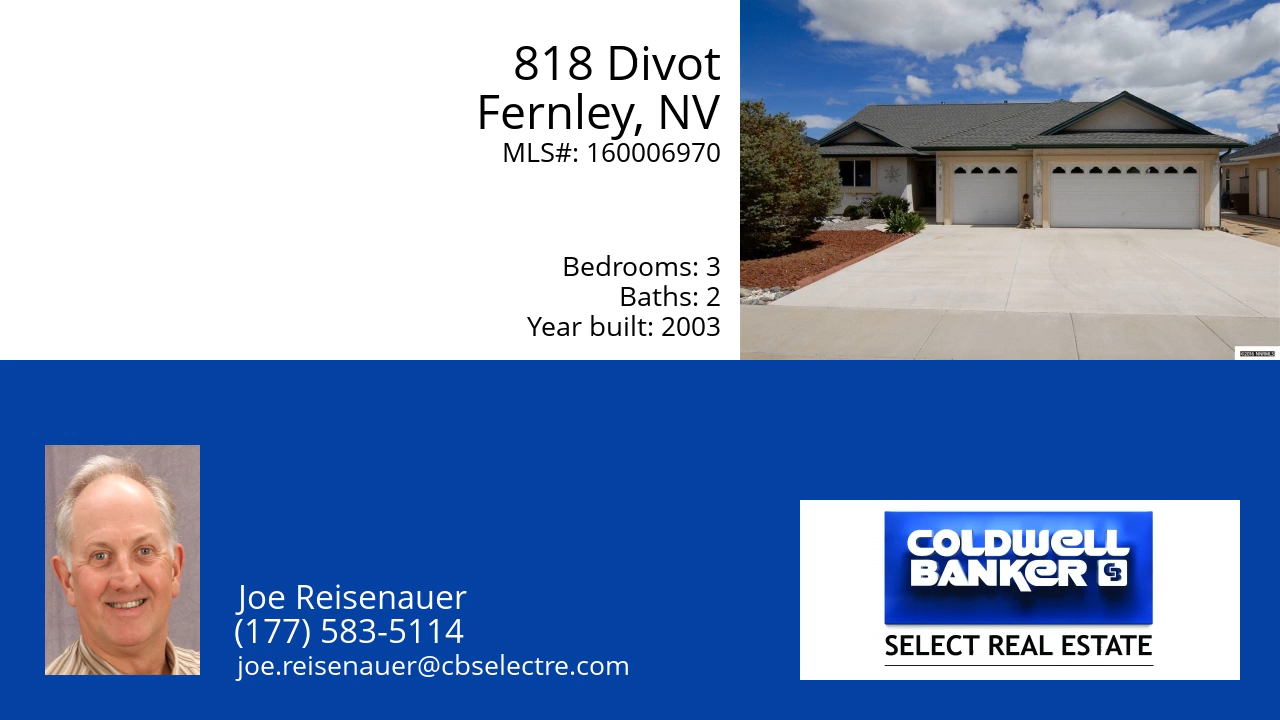 818 Divot
Fernley, NV
MLS#: 160006970
Bedrooms: 3
Baths: 2
Year built: 2003
Joe Reisenauer
(177) 583-5114
joe.reisenauer@cbselectre.com
COLDWELL
BANKER CB
SELECT REAL ESTATE